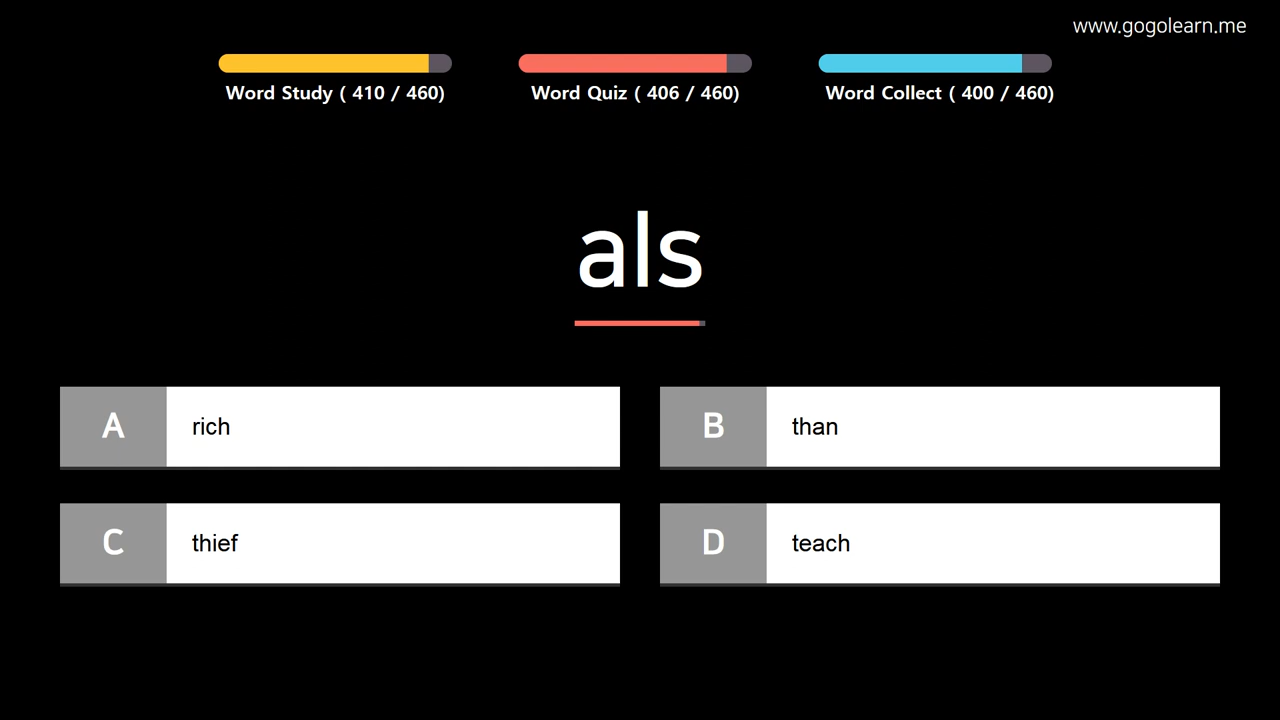 www.gogolearn.me
Word Study ( 410 / 460)
Word Quiz ( 406 / 460)
Word Collect ( 400 / 460)
als
A rich
B than
C thief
D teach